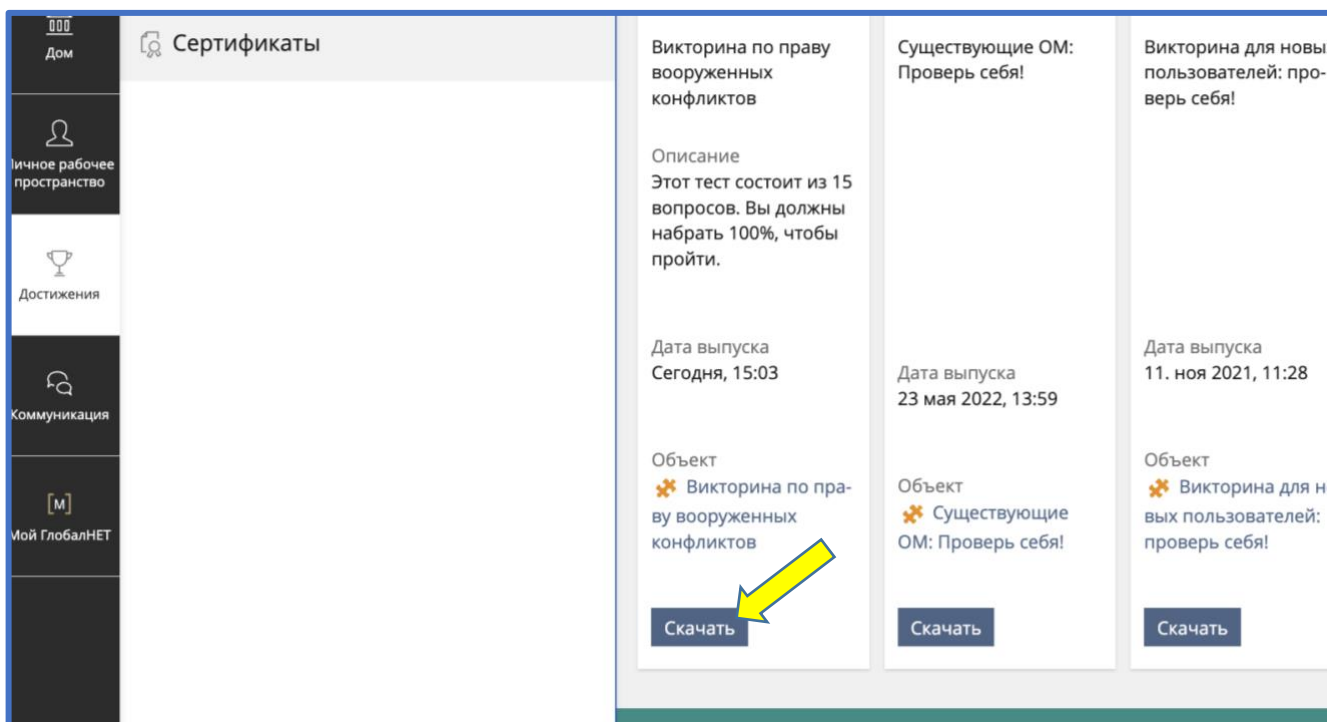 Дом
Личное рабочее
пространство
Достижения
Коммуникация
[м]
Мой ГлобалНЕТ
Сертификаты
Викторина по праву
вооруженных
конфликтов
Описание
Этот тест состоит из 15
вопросов. Вы должны
набрать 100%, чтобы
пройти.
Дата выпуска
Сегодня, 15:03
Объект
Викторина по пра-
ву вооруженных
конфликтов
Скачать
Существующие ОМ:
Проверь себя!
Дата выпуска
23 мая 2022, 13:59
Объект
Существующие
ОМ: Проверь себя!
Скачать
Викторина для новы
пользователей: про-
верь себя!
Дата выпуска
11. ноя 2021, 11:28
Объект
Викторина для н
вых пользователей:
проверь себя!
Скачать